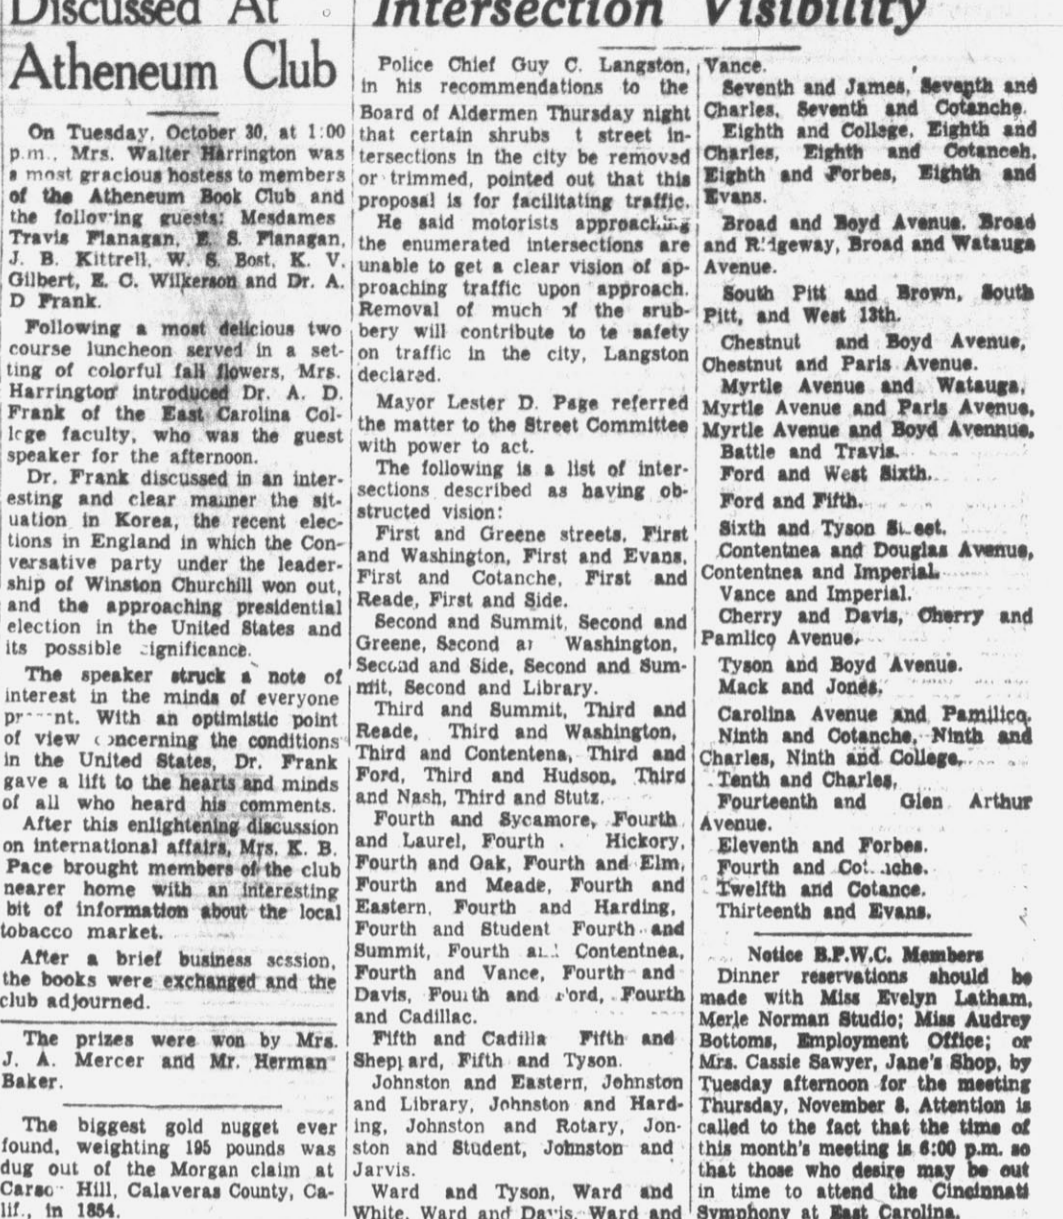 Discussed At
Atheneum Club
On Tuesday, October 30, at 1:00
p.m., Mrs. Walter Harrington was
a most gracious hostess to members
of the Atheneum Book Club and
the following guests: Mesdames
Travis Flanagan, E. S. Flanagan,
J. B. Kittrell, W. S. Bost, K. V.
Gilbert, E. C. Wilkerson and Dr. A.
D Frank.
Following a most delicious two
course luncheon served in a set-
ting of colorful fall flowers, Mrs.
Harrington introduced Dr. A. D.
Frank of the East Carolina Col-
lege faculty, who was the guest
speaker for the afternoon.
Dr. Frank discussed in an inter-
esting and clear manner the sit-
uation in Korea, the recent elec-
tions in England in which the Con-
versative party under the leader-
ship of Winston Churchill won out,
and the approaching presidential
election in the United States and
its possible significance.
The speaker struck a note of
interest in the minds of everyone
With an optimistic point
of view concerning the conditions
in the United States, Dr. Frank
gave a lift to the hearts and minds
of all who heard his comments.
After this enlightening discussion
on international affairs, Mrs. K. B.
Pace brought members of the club
nearer home with an interesting
bit of information about the local
tobacco market.
After a brief business session,
the books were exchanged and the
club adjourned.
The prizes were won by Mrs.
J. A. Mercer and Mr. Herman
Baker.
The biggest gold nugget ever
found, weighting 195 pounds was
dug out of the Morgan claim at
Hill, Calaveras County, Ca-
lif., in 1854.
Intersection Visibility
Police Chief Guy C. Langston,
in his recommendations to the
Board of Aldermen Thursday night
that certain shrubs t street in-
tersections in the city be removed
or trimmed, pointed out that this
proposal is for facilitating traffic.
He said motorists approaching
the enumerated intersections are
unable to get a clear vision of ap-
proaching traffic upon approach.
Removal of much of the srub-
bery will contribute to te safety
on traffic in the city, Langston
declared.
Mayor Lester D. Page referred
the matter to the Street Committee
with power to act.
The following is a list of inter-
sections described as having ob-
structed vision:
First and Greene streets, First
and Washington, First and Evans,
First and Cotanche, First and
Reade, First and Side.
Second and Summit, Second and
Greene, Second Washington,
Second and Side, Second and Sum-
mit, Second and Library.
Third and Summit, Third and
Reade, Third and Washington,
Third and Contentena, Third and
Ford, Third and Hudson, Third
and Nash, Third and Stutz.
Fourth and Sycamore, Fourth
and Laurel, Fourth Hickory,
Fourth and Oak, Fourth and Elm,
Fourth and Meade, Fourth and
Eastern, Fourth and Harding,
Fourth and Student Fourth and
Summit, Fourth and Contentnea,
Fourth and Vance, Fourth and
Davis, Fourth and Ford, Fourth
and Cadillac.
Fifth and Cadilla Fifth and
Sheppard, Fifth and Tyson.
Johnston and Eastern, Johnston
and Library, Johnston and Hard-
ing, Johnston and Rotary, Jon-
ston and Student, Johnston and
Jarvis.
Ward and Tyson, Ward and
White, Ward and Davis, Ward and
Vance.
Seventh and James, Seventh and
Charles, Seventh and Cotanche.
Eighth and College, Eighth and
Charles, Eighth and Cotanceh,
Eighth and Forbes, Eighth and
Evans.
Broad and Boyd Avenue, Broad
and Ridgeway, Broad and Watauga
Avenue.
South Pitt and Brown, South
Pitt, and West 13th.
Chestnut and Boyd Avenue,
Chestnut and Paris Avenue.
Myrtle Avenue and Watauga,
Myrtle Avenue and Paris Avenue,
Myrtle Avenue and Boyd Avennue.
Battle and Travis.
Ford and West Sixth.
Ford and Fifth.
Sixth and Tyson Street.
Contentnea and Douglas Avenue,
Contentnea and Imperial.
Vance and Imperial.
Cherry and Davis, Cherry and
Pamlico Avenue.
Tyson and Boyd Avenue.
Mack and Jones.
Carolina Avenue and Pamilico.
Ninth and Cotanche, Ninth and
Charles, Ninth and College.
Tenth and Charles.
Fourteenth and Glen Arthur
Avenue.
Eleventh and Forbes.
Fourth and
Twelfth and Cotance.
Thirteenth and Evans.
Notice B.P.W.C. Members
Dinner reservations should be
made with Miss Evelyn Latham,
Merle Norman Studio; Miss Audrey
Bottoms, Employment Office; or
Mrs. Cassie Sawyer, Jane's Shop, by
Tuesday afternoon for the meeting
Thursday, November 8. Attention is
called to the fact that the time of
this month's meeting is 6:00 p.m. so
that those who desire may be out
in time to attend the Cincinnati
Symphony at East Carolina.